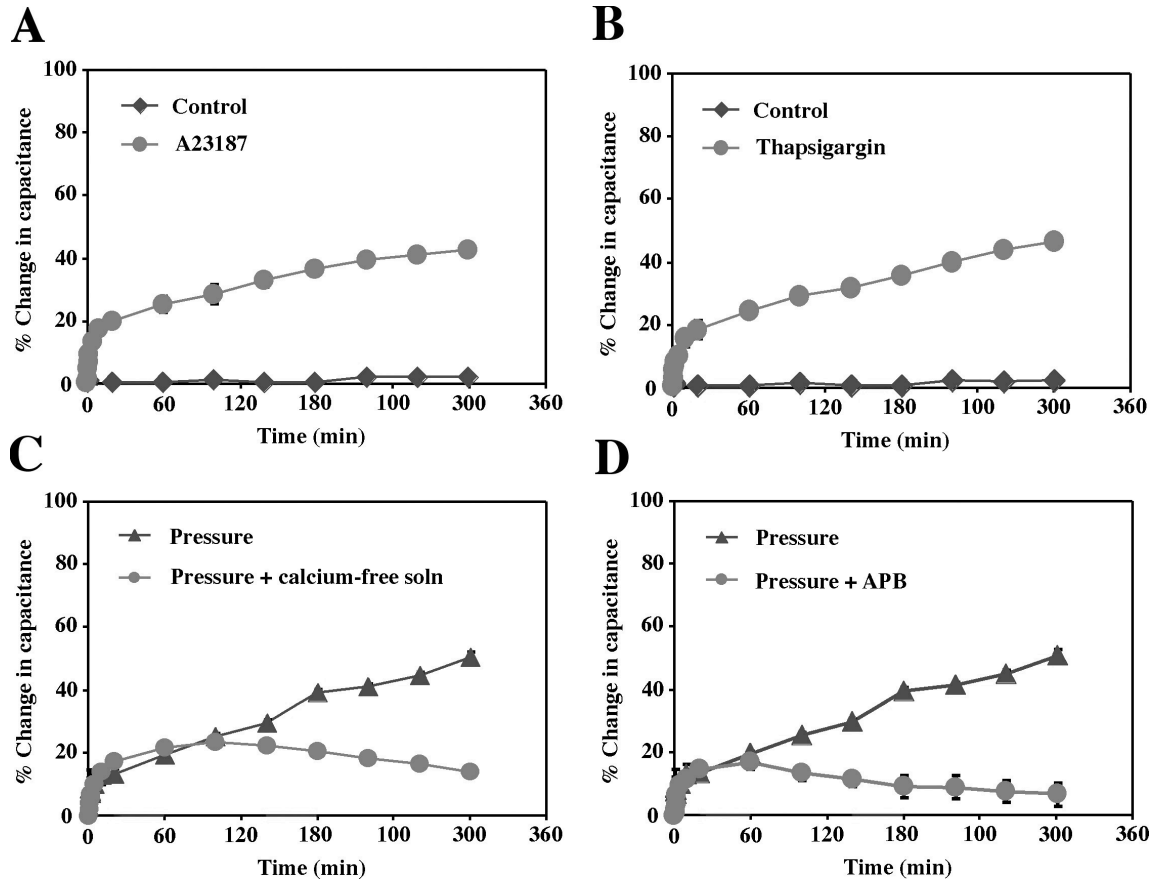 A
100
80
60
40
20
0
% Change in capacitance
Control
A23187
0 60 120 180 100 300 360
Time (min)
B
100
80
60
40
20
0
% Change in capacitance
Control
Thapsigargin
0 60 120 180 100 300 360
Time (min)
C
100
80
60
40
20
0
% Change in capacitance
Pressure
Pressure + calcium-free soln
0 60 120 180 100 300 360
Time (min)
D
100
80
60
40
20
0
% Change in capacitance
Pressure
Pressure + APB
0 60 120 180 100 300 360
Time (min)